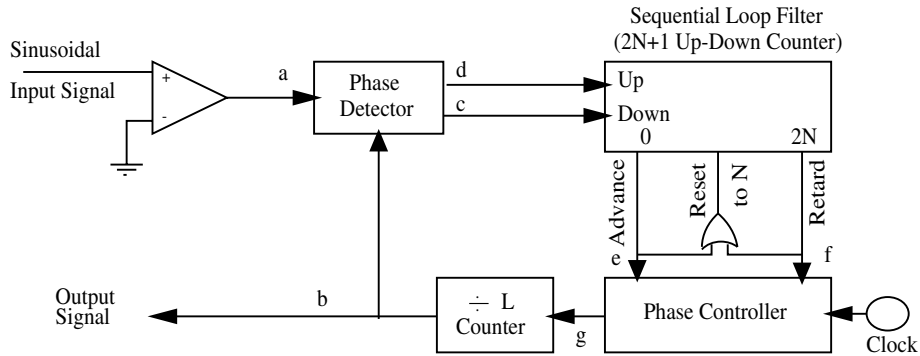 Sequential Loop Filter
(2N+1 Up-Down Counter)
Sinusoidal
Input Signal
+
-
a
Phase
Detector
d
c
Up
Down
0
2N
Advance
Reset
to N
Retard
e
f
Output
Signal
b
÷ L
Counter
g
Phase Controller
Clock